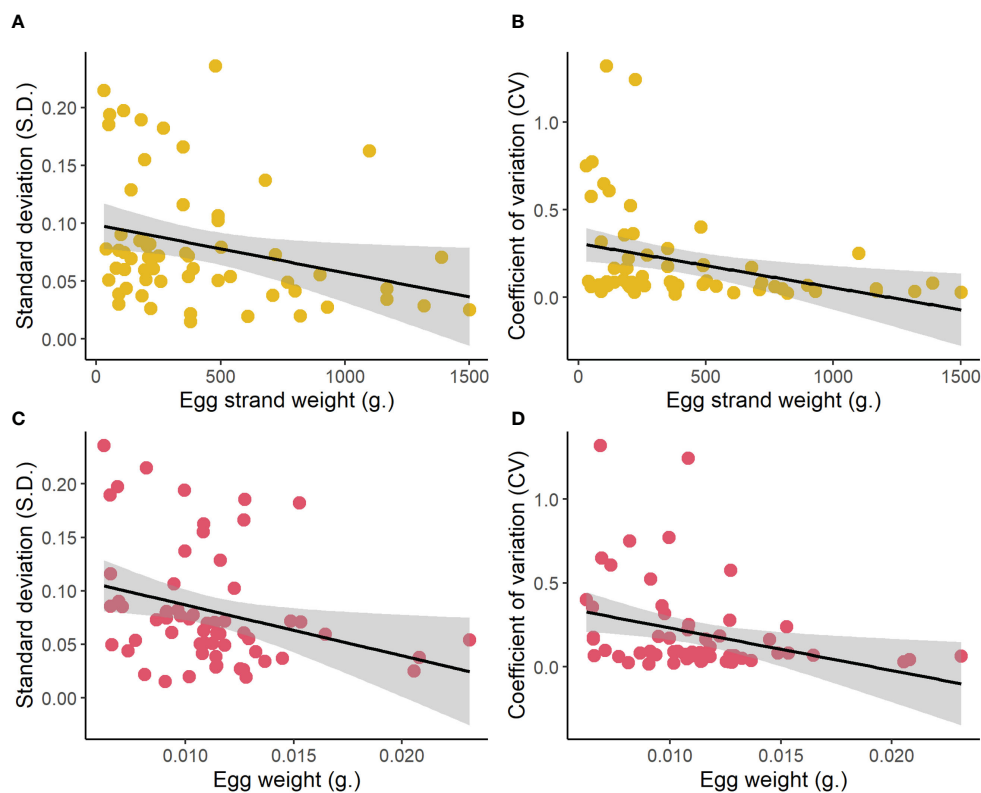 A
Standard deviation (S.D.)
0.20
0.15
0.10
0.05
0.00
0
500
1000
1500
Egg strand weight (g.)
B
Coefficient of variation (CV)
1.0
0.5
0.0
0
500
1000
1500
Egg strand weight (g.)
C
Standard deviation (S.D.)
0.20
0.15
0.10
0.05
0.00
0.010
0.015
0.020
Egg weight (g.)
D
Coefficient of variation (CV)
1.0
0.5
0.0
0.010
0.015
0.020
Egg weight (g.)